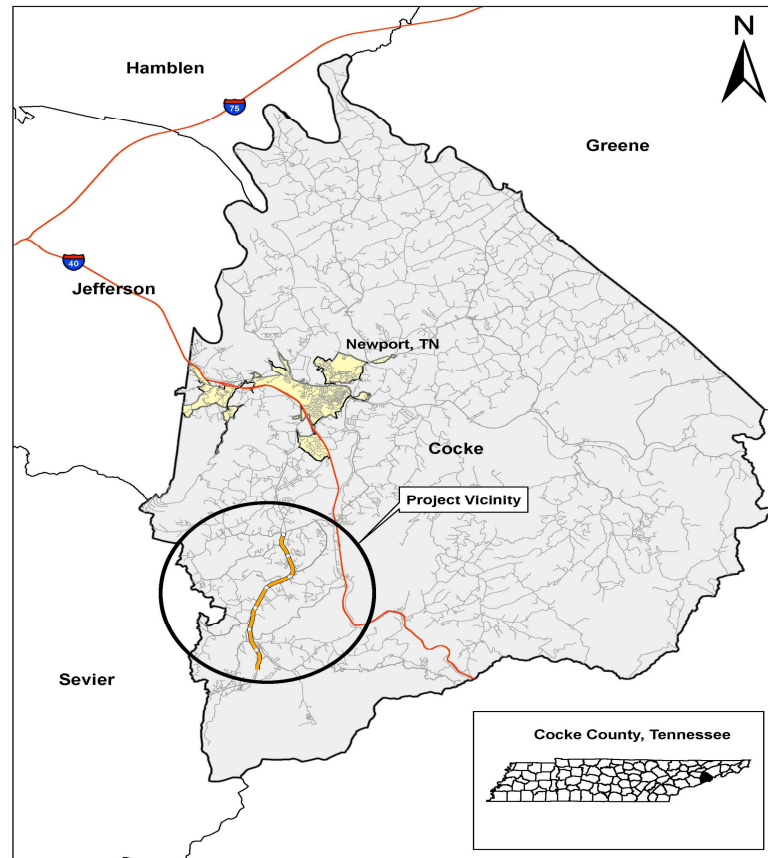 N
Hamblen
75
Greene
40
Jefferson
Newport, TN
Cocke
Project Vicinity
Sevier
Cocke County, Tennessee